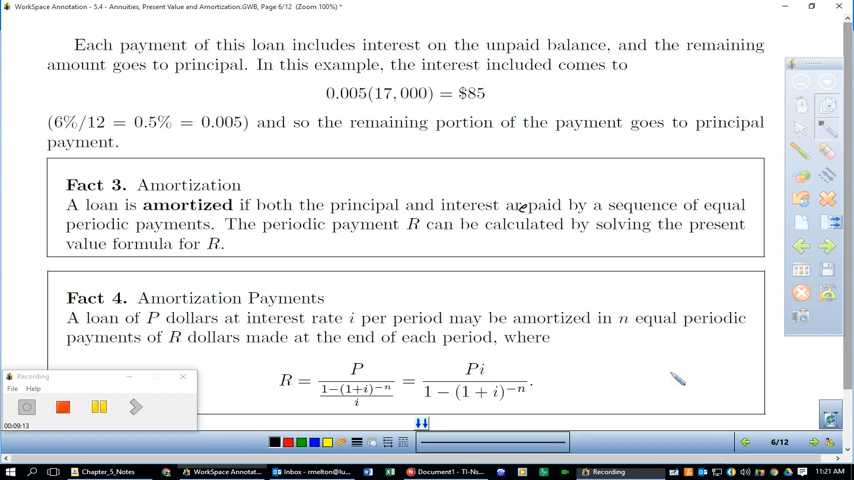 WorkSpace Annotation - 5.4 - Annuities, Present Value and Amortization.GWB, Page 6/12 (Zoom 100%) *
Each payment of this loan includes interest on the unpaid balance, and the remaining
amount goes to principal. In this example, the interest included comes to
0.005(17, 000) = $85
(6%/12 = 0.5% = 0.005) and so the remaining portion of the payment goes to principal
payment.
Fact 3. Amortization
A loan is amortized if both the principal and interest are paid by a sequence of equal
periodic payments. The periodic payment R can be calculated by solving the present
value formula for R.
Fact 4. Amortization Payments
A loan of P dollars at interest rate i per period may be amortized in n equal periodic
payments of R dollars made at the end of each period, where
R = P / ((1−(1+i)^−n) / i) = Pi / (1 − (1 + i)^−n).
Recording
File Help
00:09:13
6/12
Chapter_5_Notes
WorkSpace Annotat...
Inbox - rmelton@lu...
Document1 - TI-Ns...
Recording
11:21 AM